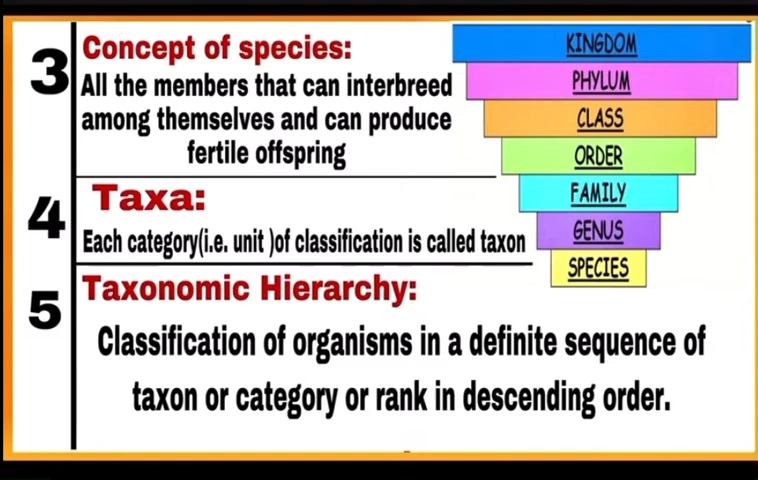 3
Concept of species:
All the members that can interbreed
among themselves and can produce
fertile offspring
4
Taxa:
Each category(i.e. unit )of classification is called taxon
5
Taxonomic Hierarchy:
Classification of organisms in a definite sequence of
taxon or category or rank in descending order.
KINGDOM
PHYLUM
CLASS
ORDER
FAMILY
GENUS
SPECIES